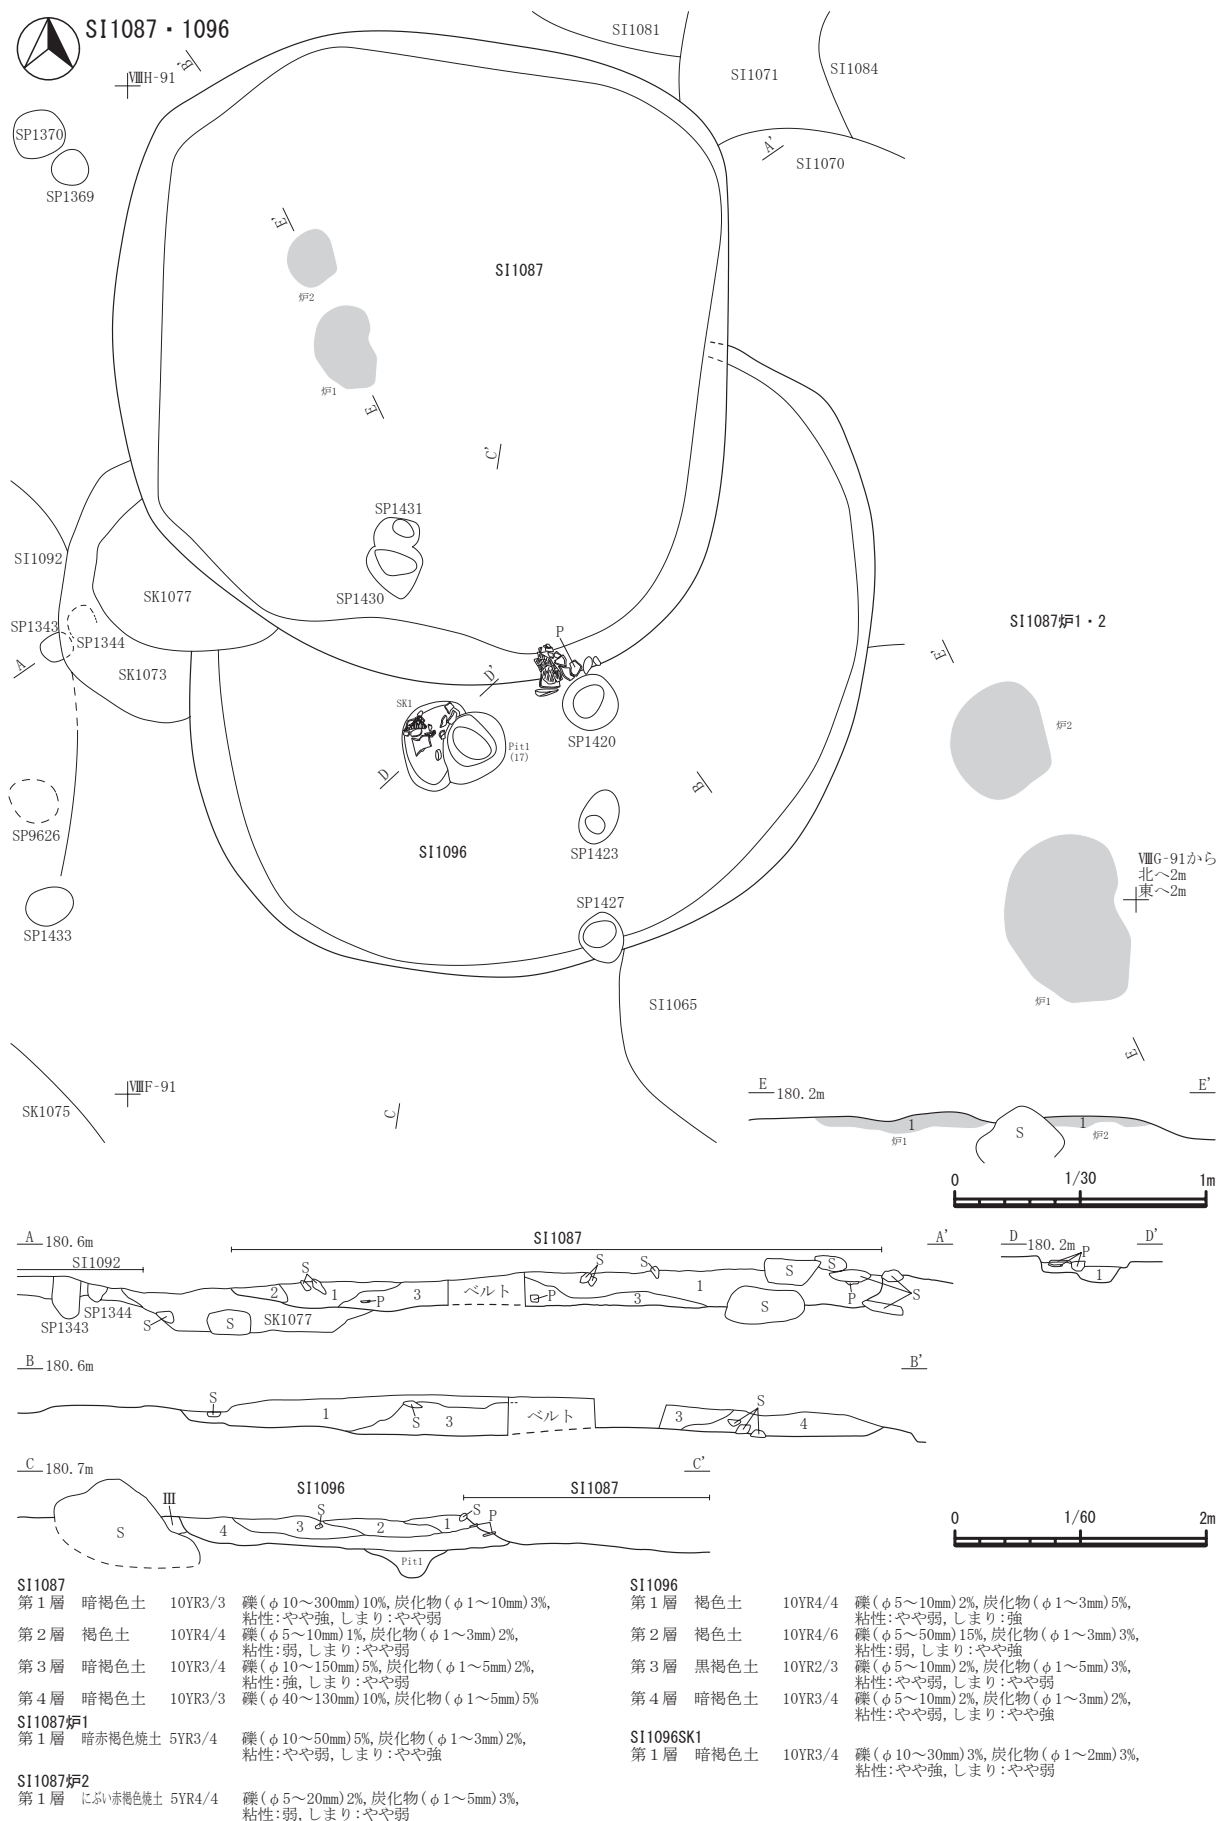 SI1087・1096
SI1081
SI1071
SI1084
SI1070
ⅧH-91
B'
A'
SP1370
SP1369
E'
炉2
SI1087
炉1
E
C'
SP1431
SP1430
SI1092
SK1077
SP1343
SP1344
A
SK1073
P
D'
SK1
Pit1
(17)
SP1420
D
B
SP1423
SI1096
SP9626
SP1427
SP1433
SI1065
ⅧF-91
SK1075
C
SI1087炉1・2
E'
炉2
ⅧG-91から
北へ2m
東へ2m
炉1
E
E 180.2m E'
1 S 1
炉1 炉2
0 1/30 1m
A 180.6m SI1087 A'
SI1092
S S S S S
2 1 3 ベルト P 3 1 P
SP1344 P
SP1343 S S SK1077 S S
D 180.2m D'
P
1
B 180.6m B'
S 1 S 3 ベルト 3 S 4
C 180.7m C'
SI1096 SI1087
Ⅲ
S 4 3 S 2 1 S P
Pit1
0 1/60 2m
SI1087
第1層 暗褐色土 10YR3/3 礫(φ10～300mm)10%,炭化物(φ1～10mm)3%,
粘性:やや強,しまり:やや弱
第2層 褐色土 10YR4/4 礫(φ5～10mm)1%,炭化物(φ1～3mm)2%,
粘性:弱,しまり:やや弱
第3層 暗褐色土 10YR3/4 礫(φ10～150mm)5%,炭化物(φ1～5mm)2%,
粘性:強,しまり:やや弱
第4層 暗褐色土 10YR3/3 礫(φ40～130mm)10%,炭化物(φ1～5mm)5%
SI1087炉1
第1層 暗赤褐色焼土 5YR3/4 礫(φ10～50mm)5%,炭化物(φ1～3mm)2%,
粘性:やや弱,しまり:やや強
SI1087炉2
第1層 にぶい赤褐色焼土 5YR4/4 礫(φ5～20mm)2%,炭化物(φ1～5mm)3%,
粘性:弱,しまり:やや弱
SI1096
第1層 褐色土 10YR4/4 礫(φ5～10mm)2%,炭化物(φ1～3mm)5%,
粘性:やや弱,しまり:強
第2層 褐色土 10YR4/6 礫(φ5～50mm)15%,炭化物(φ1～3mm)3%,
粘性:弱,しまり:やや強
第3層 黒褐色土 10YR2/3 礫(φ5～10mm)2%,炭化物(φ1～5mm)3%,
粘性:やや弱,しまり:やや弱
第4層 暗褐色土 10YR3/4 礫(φ5～10mm)2%,炭化物(φ1～3mm)2%,
粘性:やや弱,しまり:やや強
SI1096SK1
第1層 暗褐色土 10YR3/4 礫(φ10～30mm)3%,炭化物(φ1～2mm)3%,
粘性:やや強,しまり:やや弱